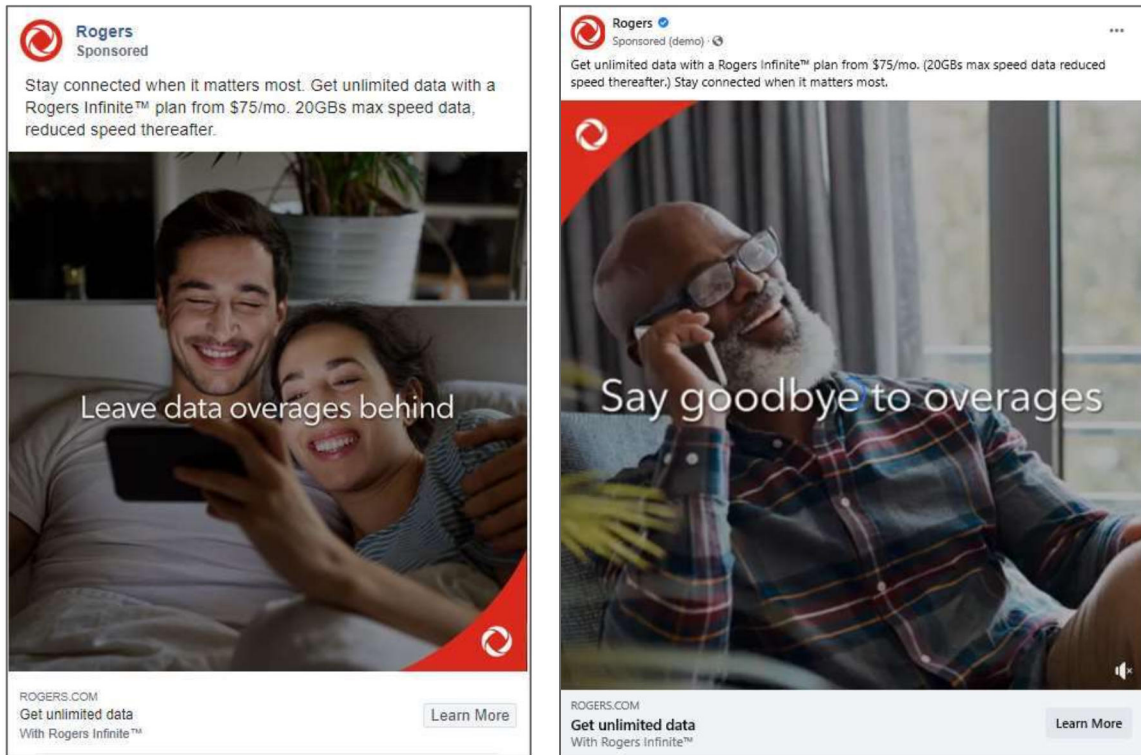 Rogers
Sponsored
Stay connected when it matters most. Get unlimited data with a
Rogers Infinite™ plan from $75/mo. 20GBs max speed data,
reduced speed thereafter.
Leave data overages behind
ROGERS.COM
Get unlimited data
With Rogers Infinite™
Learn More
Rogers
Sponsored (demo) ·
Get unlimited data with a Rogers Infinite™ plan from $75/mo. (20GBs max speed data reduced
speed thereafter.) Stay connected when it matters most.
Say goodbye to overages
ROGERS.COM
Get unlimited data
With Rogers Infinite™
Learn More